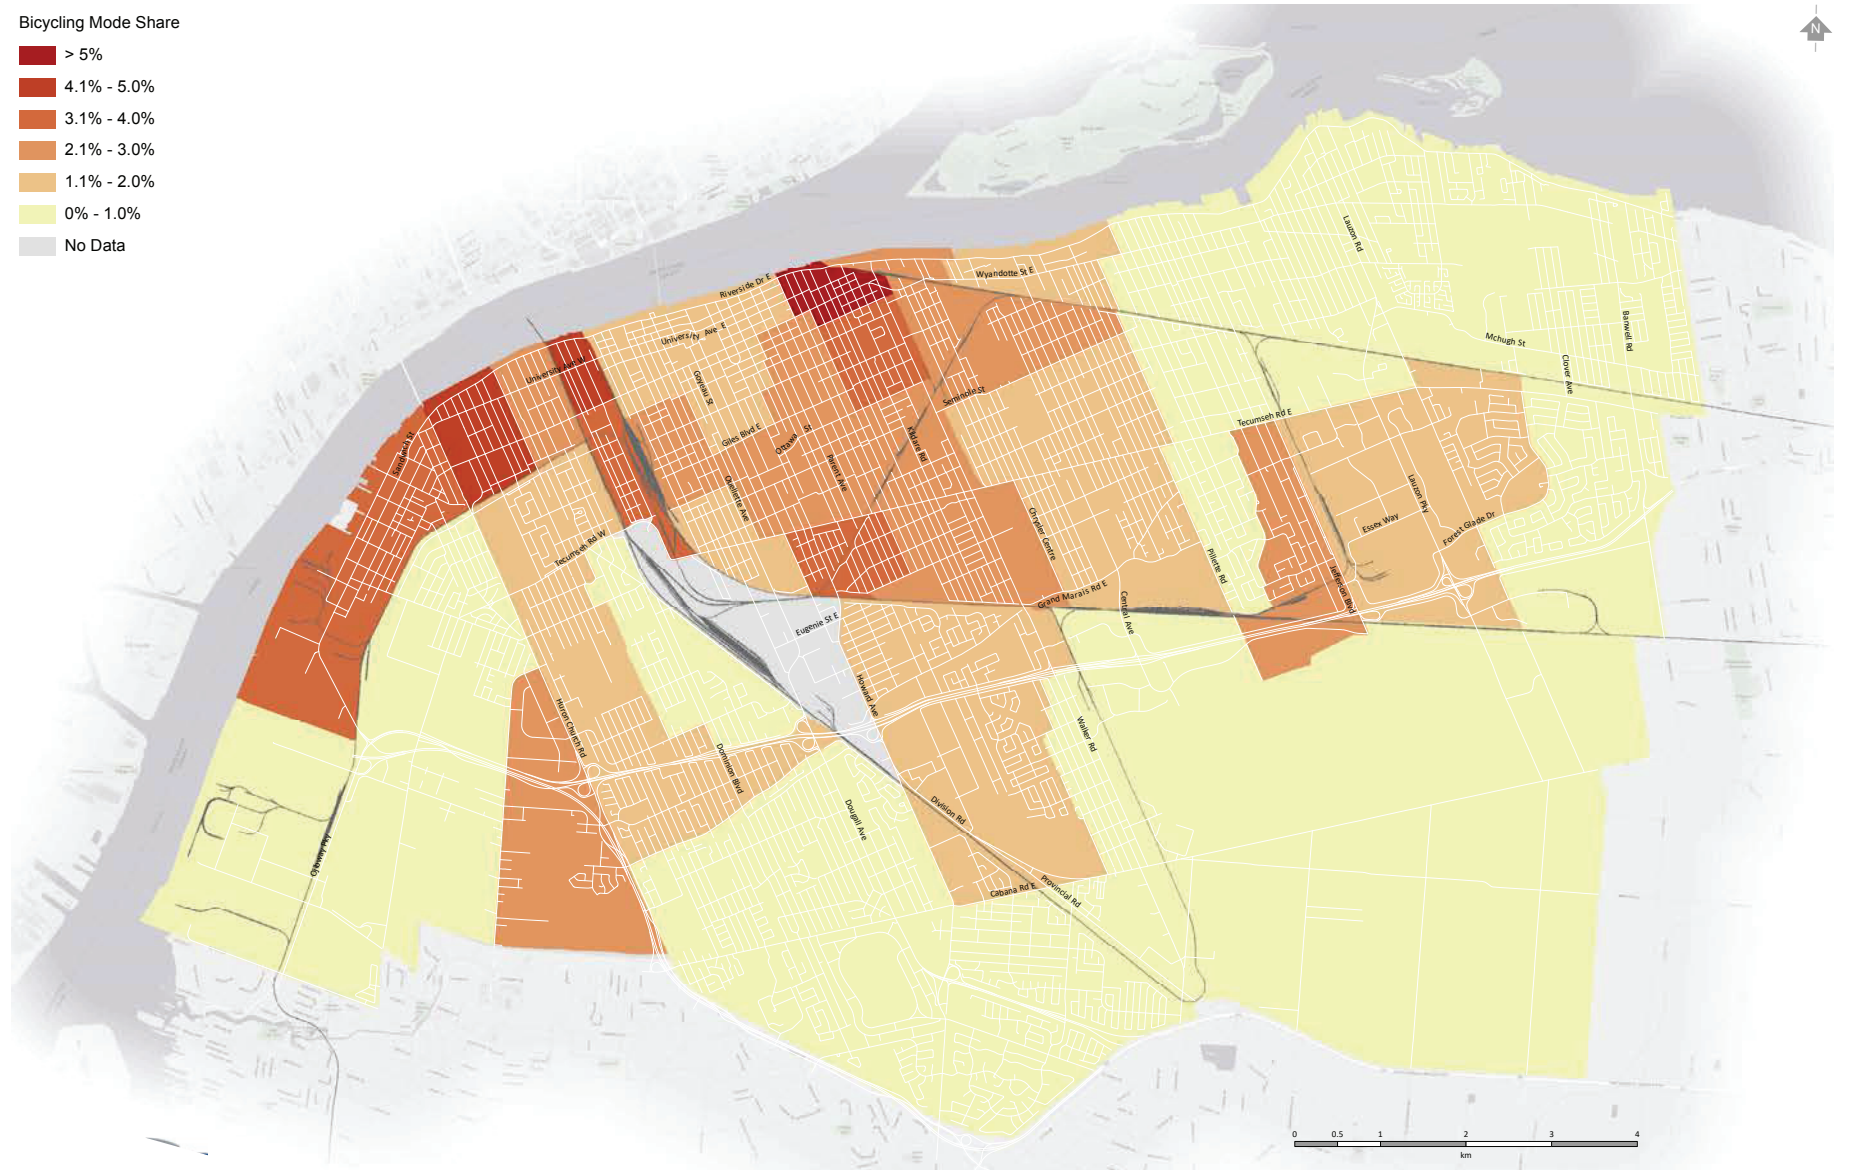 Bicycling Mode Share
> 5%
4.1% - 5.0%
3.1% - 4.0%
2.1% - 3.0%
1.1% - 2.0%
0% - 1.0%
No Data
N
Lauzon Rd
Wyandotte St E
Riverside Dr E
University Ave E
Banwell Rd
Mchugh St
Clover Ave
University Ave W
Goyeau St
Seminole St
Tecumseh Rd E
Giles Blvd E
Ottawa St
Kildare Rd
Sandwich St
Parent Ave
Ouellette Ave
Lauzon Pky
Essex Way
Forest Glade Dr
Chrysler Centre
Tecumseh Rd W
Pillette Rd
Jefferson Blvd
Grand Marais Rd E
Central Ave
Eugenie St E
Howard Ave
Huron Church Rd
Walker Rd
Dominion Blvd
Dougall Ave
Division Rd
Ojibway Pky
Cabana Rd E
Provincial Rd
0 0.5 1 2 3 4
km